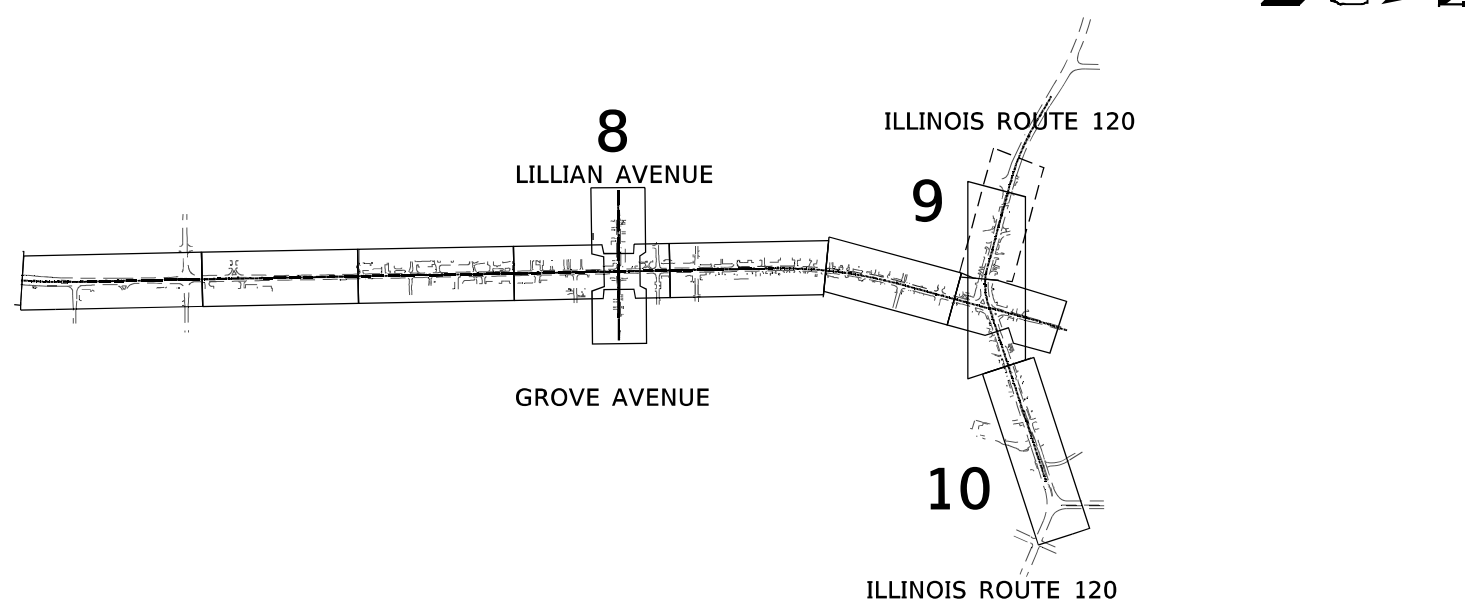 ILLINOIS ROUTE 120
8
LILLIAN AVENUE
9
GROVE AVENUE
10
ILLINOIS ROUTE 120